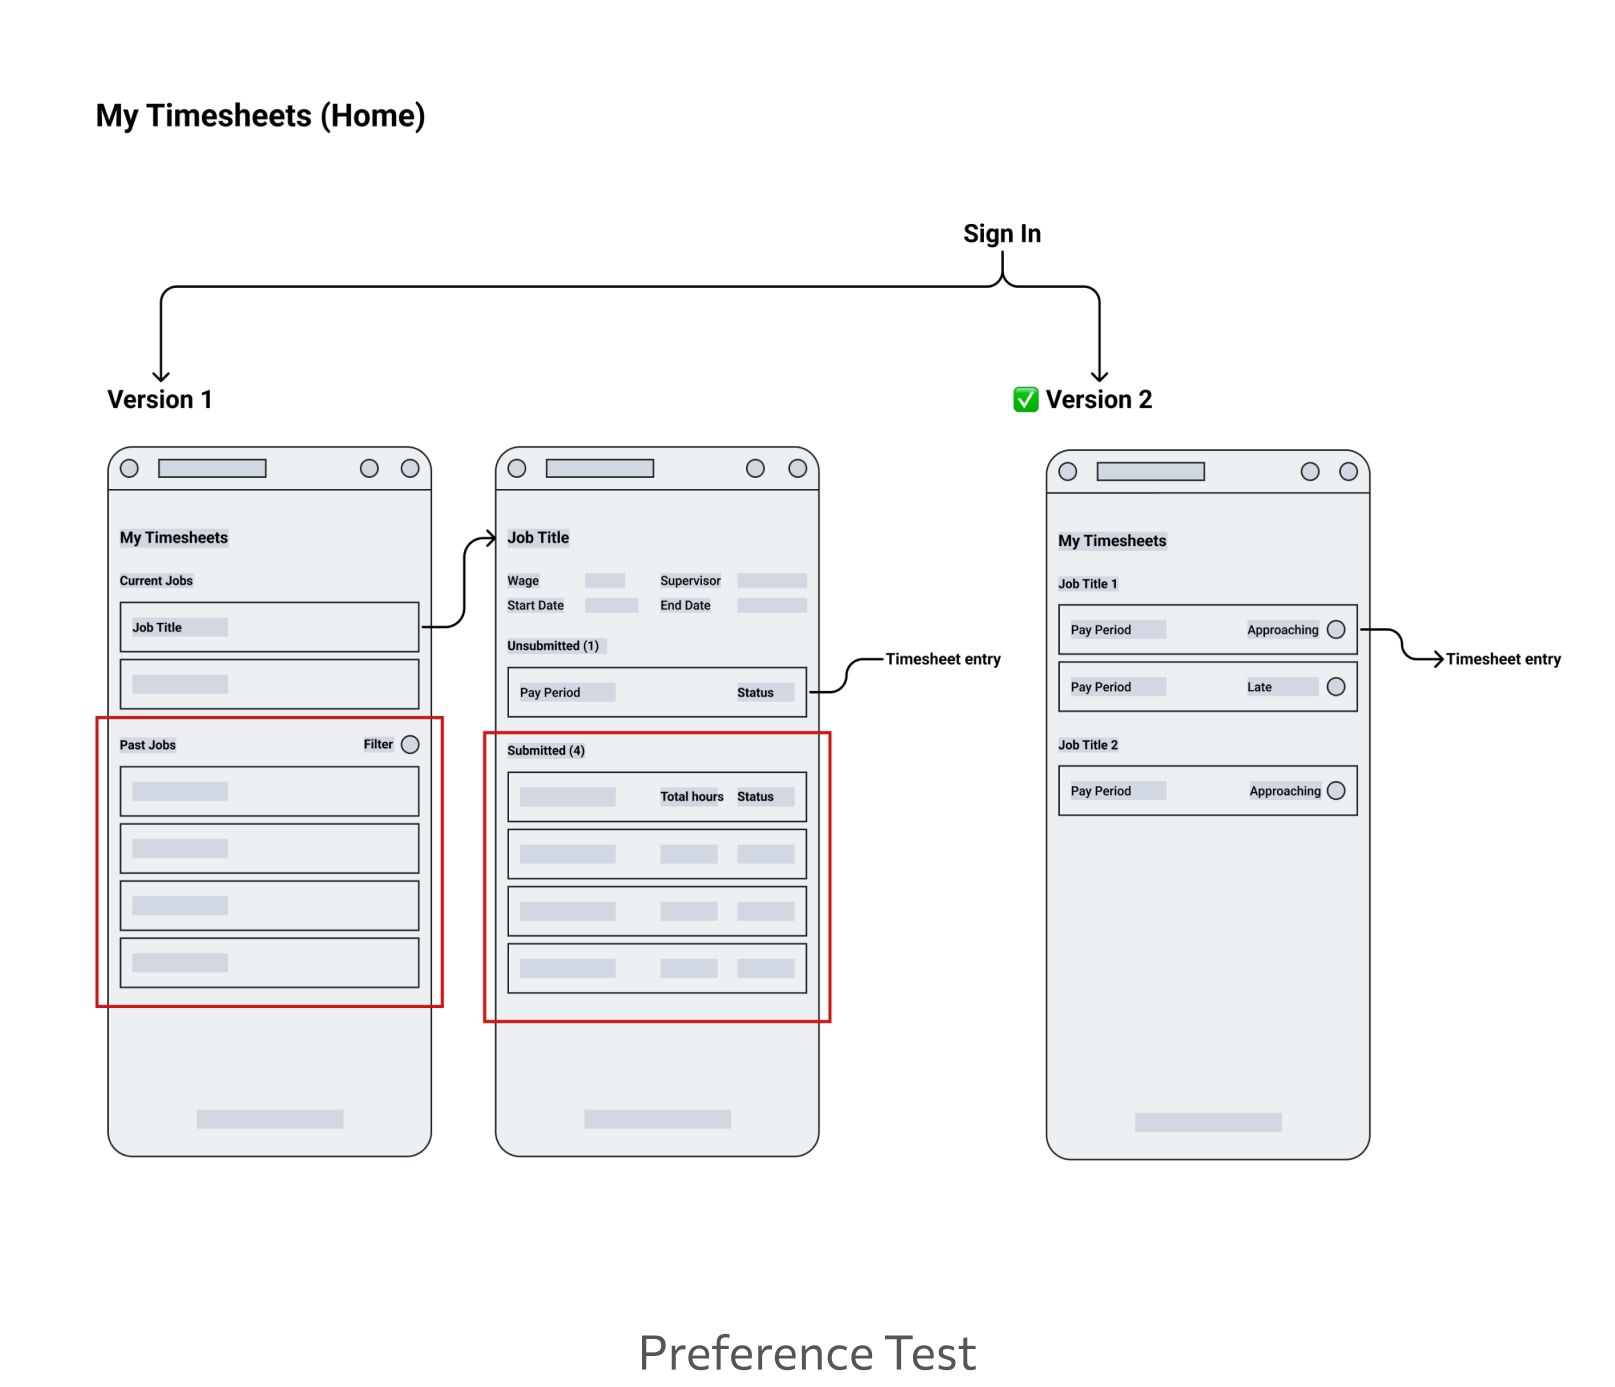 My Timesheets (Home)
Sign In
Version 1
✅ Version 2
My Timesheets
Current Jobs
Job Title
Past Jobs
Filter
Job Title
Wage
Supervisor
Start Date
End Date
Unsubmitted (1)
Pay Period
Status
Timesheet entry
Submitted (4)
Total hours
Status
My Timesheets
Job Title 1
Pay Period
Approaching
Timesheet entry
Pay Period
Late
Job Title 2
Pay Period
Approaching
Preference Test